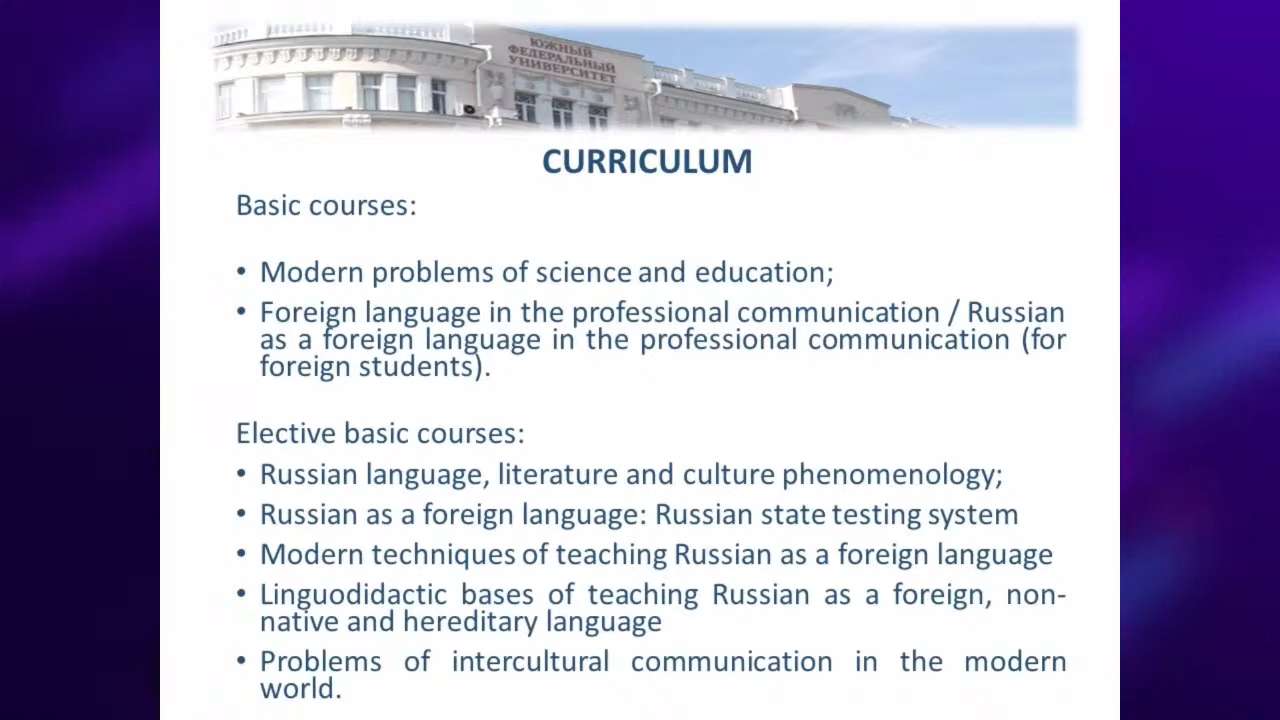 ЮЖНЫЙ
ФЕДЕРАЛЬНЫЙ
УНИВЕРСИТЕТ
CURRICULUM
Basic courses:
• Modern problems of science and education;
• Foreign language in the professional communication / Russian
as a foreign language in the professional communication (for
foreign students).
Elective basic courses:
• Russian language, literature and culture phenomenology;
• Russian as a foreign language: Russian state testing system
• Modern techniques of teaching Russian as a foreign language
• Linguodidactic bases of teaching Russian as a foreign, non-
native and hereditary language
• Problems of intercultural communication in the modern
world.